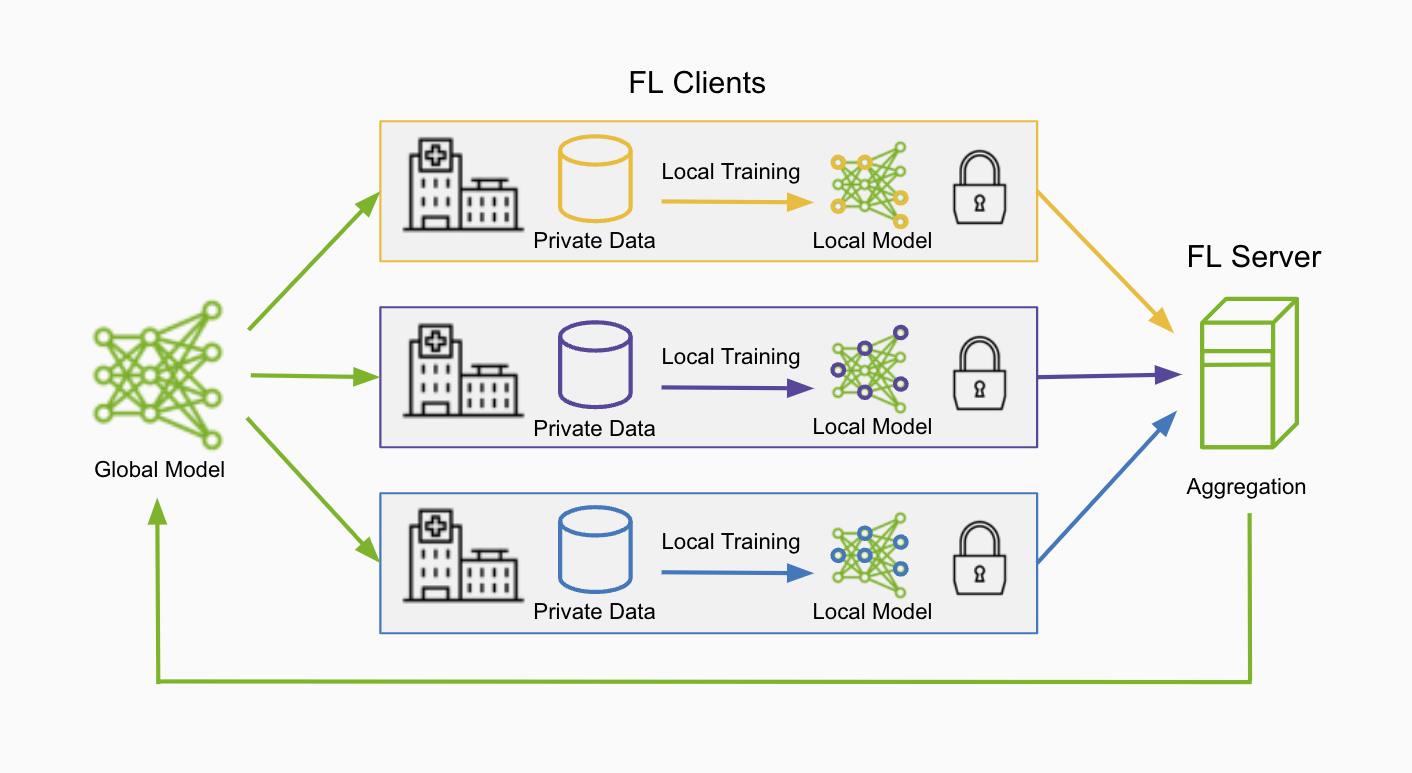 FL Clients
Local Training
Private Data
Local Model
FL Server
Local Training
Private Data
Local Model
Global Model
Aggregation
Local Training
Private Data
Local Model